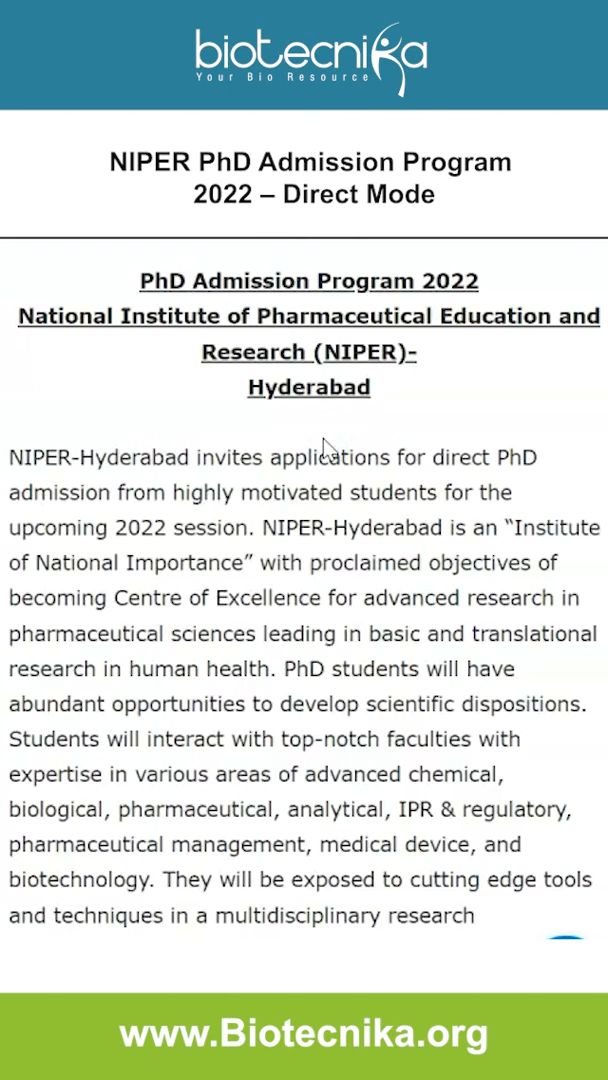 biotecnika
Your Bio Resource
NIPER PhD Admission Program
2022 – Direct Mode
PhD Admission Program 2022
National Institute of Pharmaceutical Education and
Research (NIPER)-
Hyderabad
NIPER-Hyderabad invites applications for direct PhD
admission from highly motivated students for the
upcoming 2022 session. NIPER-Hyderabad is an “Institute
of National Importance” with proclaimed objectives of
becoming Centre of Excellence for advanced research in
pharmaceutical sciences leading in basic and translational
research in human health. PhD students will have
abundant opportunities to develop scientific dispositions.
Students will interact with top-notch faculties with
expertise in various areas of advanced chemical,
biological, pharmaceutical, analytical, IPR & regulatory,
pharmaceutical management, medical device, and
biotechnology. They will be exposed to cutting edge tools
and techniques in a multidisciplinary research
www.Biotecnika.org